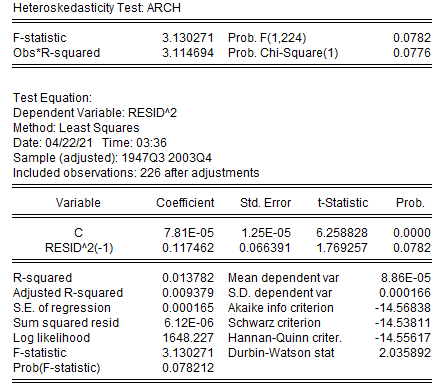 Heteroskedasticity Test: ARCH
F-statistic 3.130271 Prob. F(1,224) 0.0782
Obs*R-squared 3.114694 Prob. Chi-Square(1) 0.0776
Test Equation:
Dependent Variable: RESID^2
Method: Least Squares
Date: 04/22/21 Time: 03:36
Sample (adjusted): 1947Q3 2003Q4
Included observations: 226 after adjustments
Variable Coefficient Std. Error t-Statistic Prob.
C 7.81E-05 1.25E-05 6.258828 0.0000
RESID^2(-1) 0.117462 0.066391 1.769257 0.0782
R-squared 0.013782 Mean dependent var 8.86E-05
Adjusted R-squared 0.009379 S.D. dependent var 0.000166
S.E. of regression 0.000165 Akaike info criterion -14.56838
Sum squared resid 6.12E-06 Schwarz criterion -14.53811
Log likelihood 1648.227 Hannan-Quinn criter. -14.55617
F-statistic 3.130271 Durbin-Watson stat 2.035892
Prob(F-statistic) 0.078212